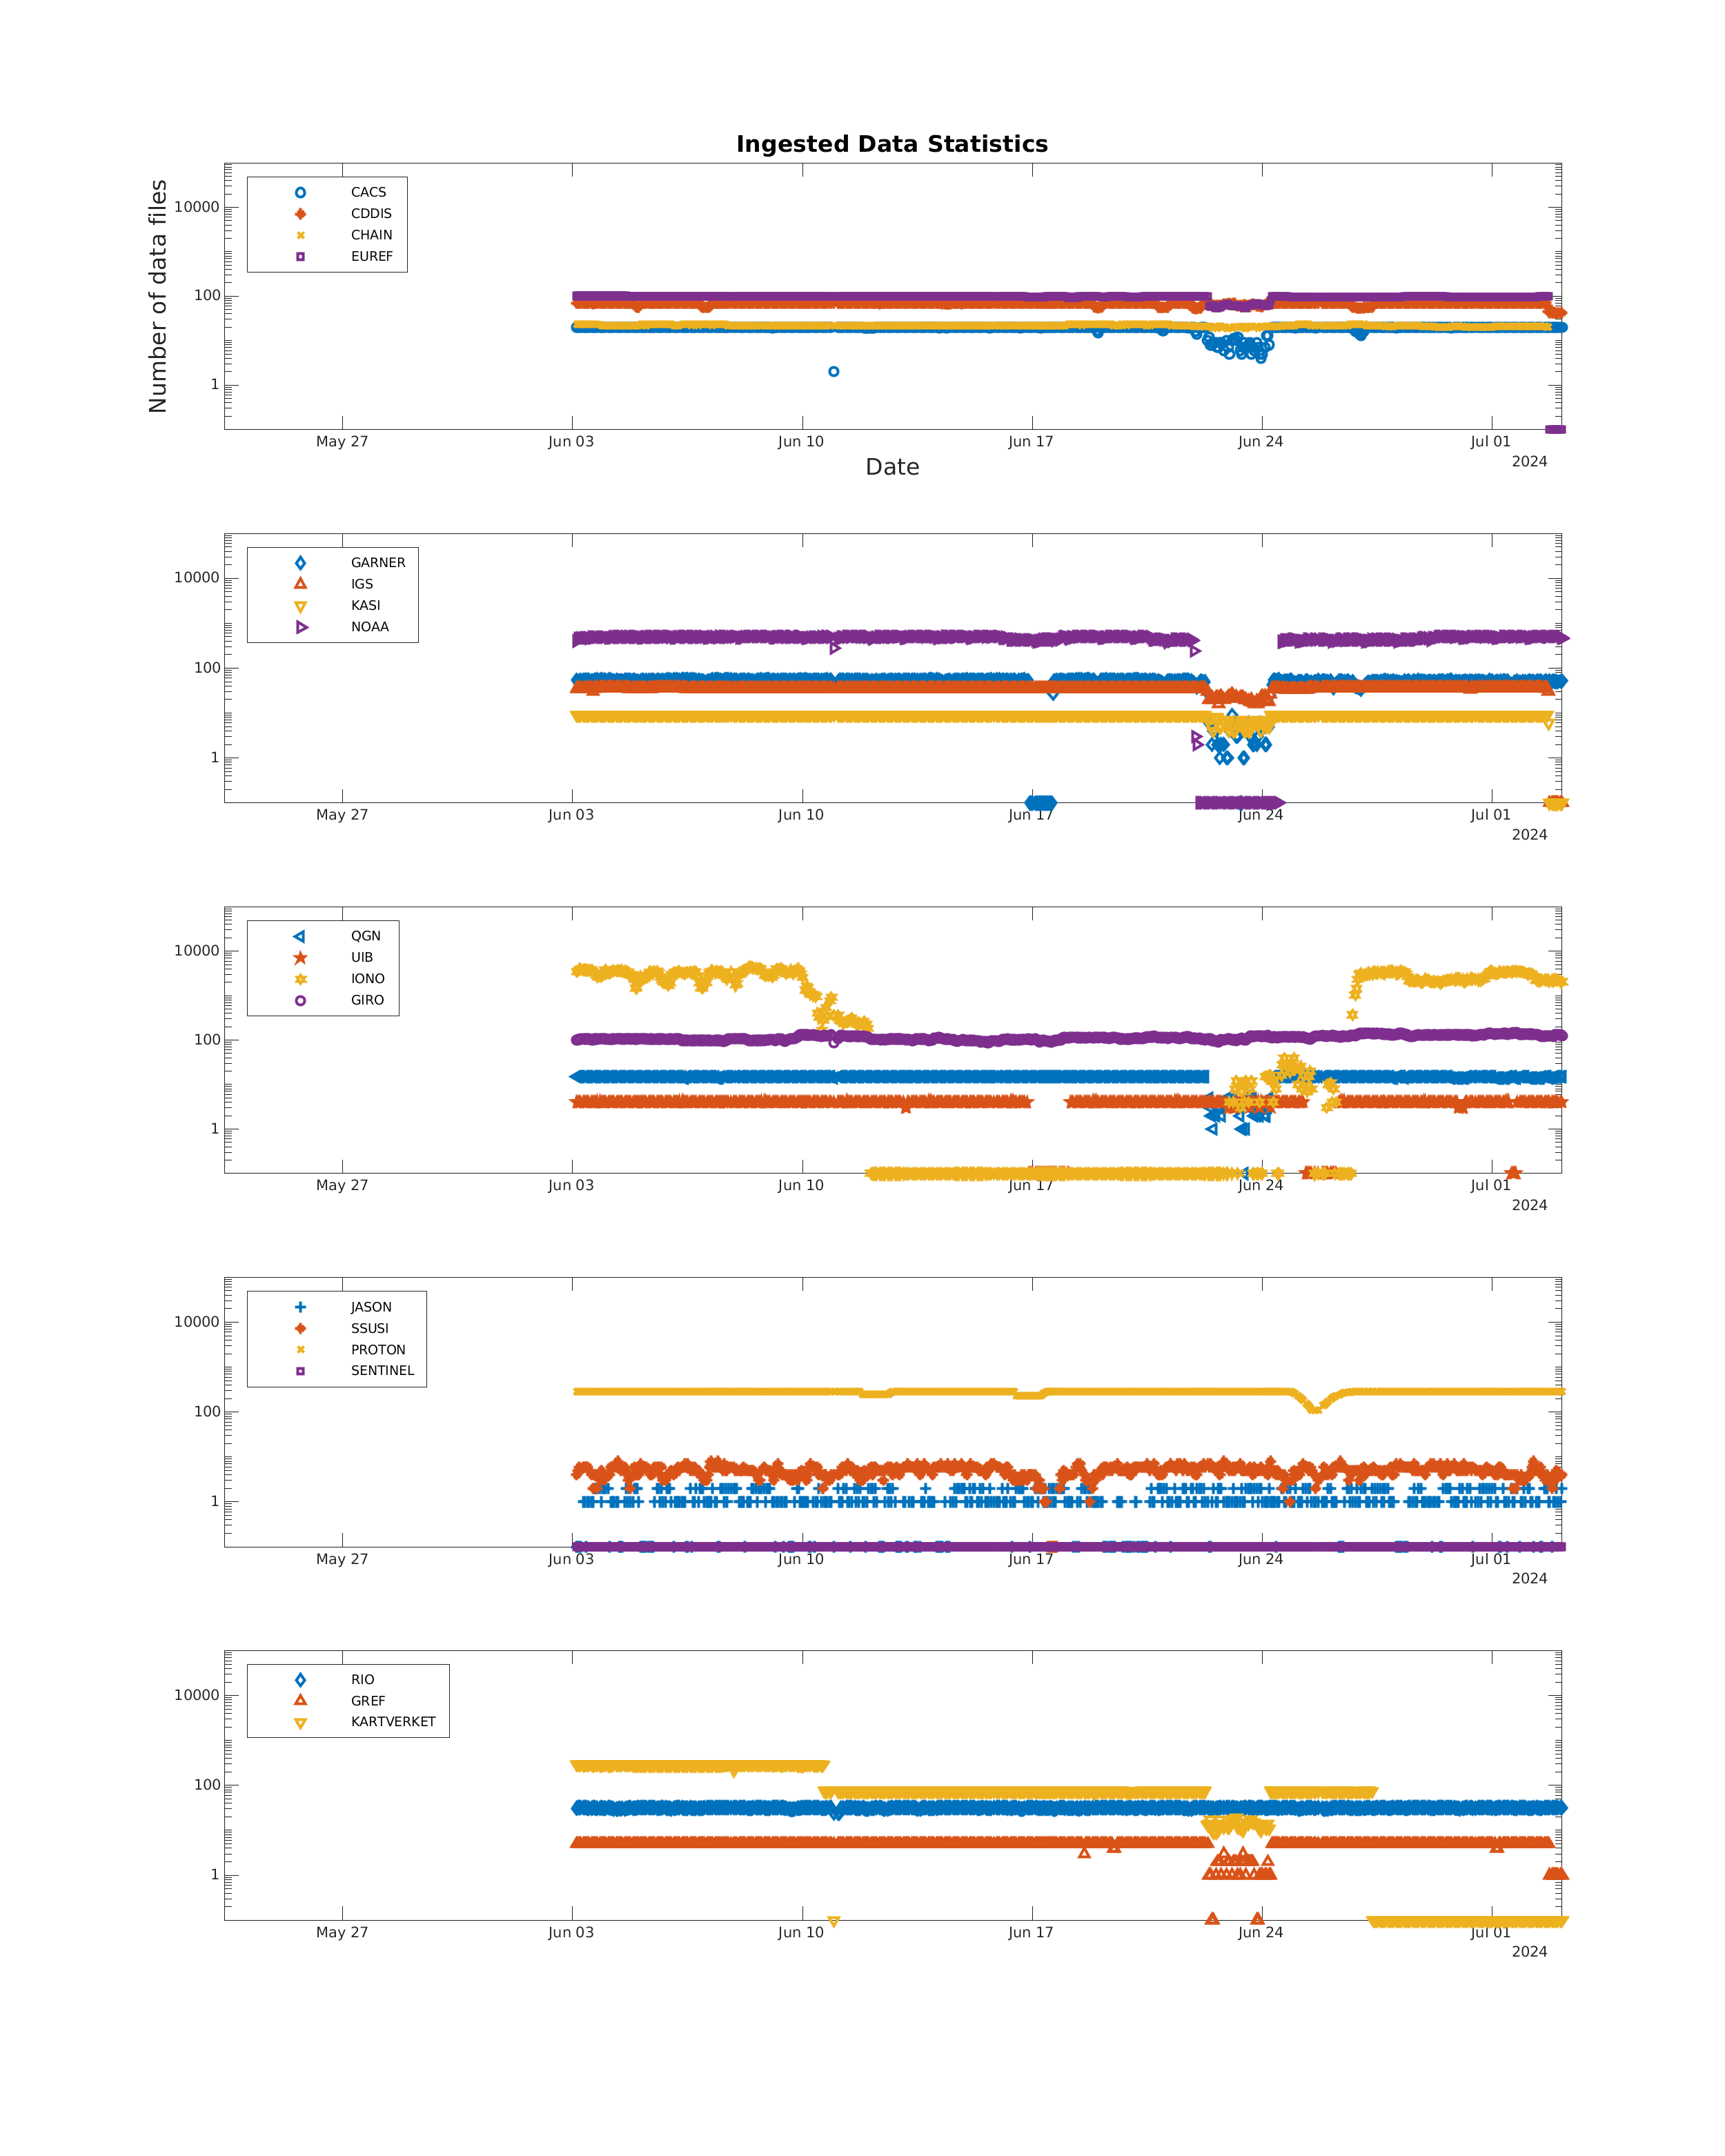 Ingested Data Statistics
Number of data files
CACS
CDDIS
CHAIN
EUREF
10000
100
1
May 27 Jun 03 Jun 10 Jun 17 Jun 24 Jul 01
2024
Date
GARNER
IGS
KASI
NOAA
10000
100
1
May 27 Jun 03 Jun 10 Jun 17 Jun 24 Jul 01
2024
QGN
UIB
IONO
GIRO
10000
100
1
May 27 Jun 03 Jun 10 Jun 17 Jun 24 Jul 01
2024
JASON
SSUSI
PROTON
SENTINEL
10000
100
1
May 27 Jun 03 Jun 10 Jun 17 Jun 24 Jul 01
2024
RIO
GREF
KARTVERKET
10000
100
1
May 27 Jun 03 Jun 10 Jun 17 Jun 24 Jul 01
2024